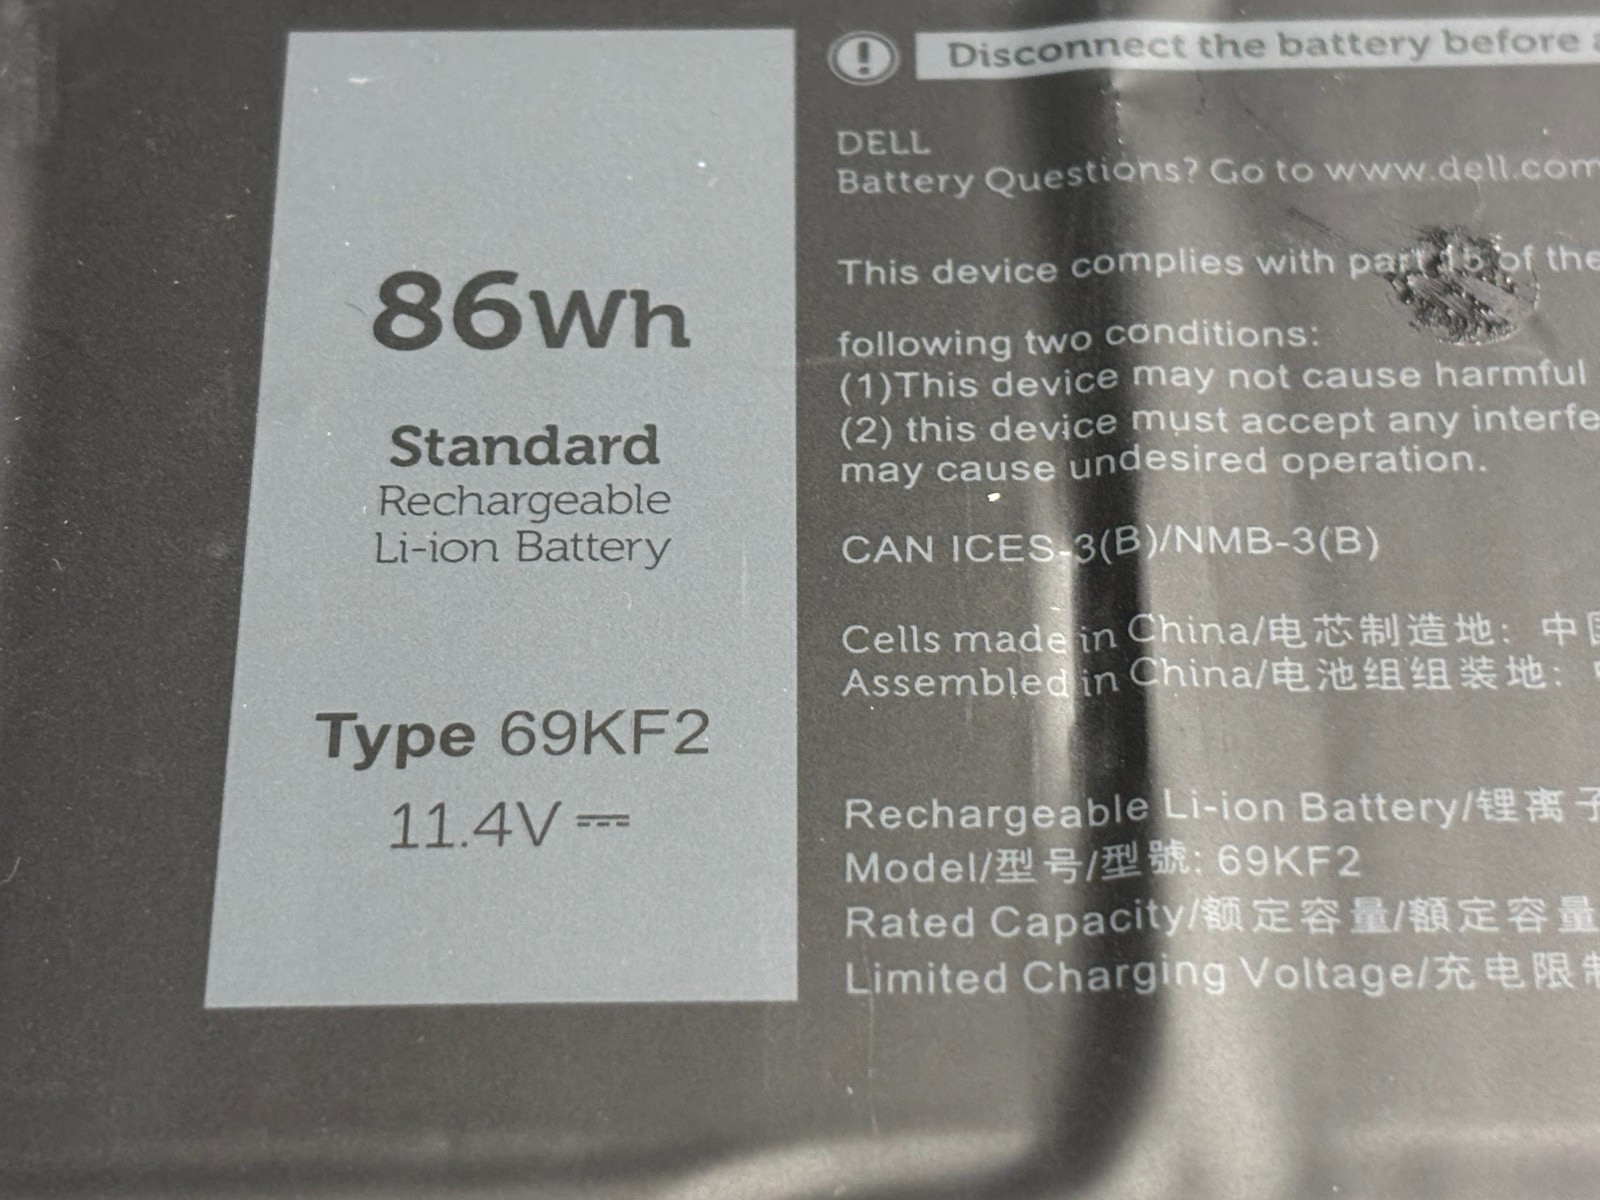 86Wh
Standard
Rechargeable
Li-ion Battery
Type 69KF2
11.4V
Disconnect the battery before
DELL
Battery Questions? Go to www.dell.com
This device complies with part 15 of the
following two conditions:
(1)This device may not cause harmful
(2) this device must accept any interfe
may cause undesired operation.
CAN ICES-3(B)/NMB-3(B)
Cells made in China/电芯制造地: 中
Assembled in China/电池组组装地:
Rechargeable Li-ion Battery/锂离子
Model/型号/型號: 69KF2
Rated Capacity/额定容量/額定容量
Limited Charging Voltage/充电限制